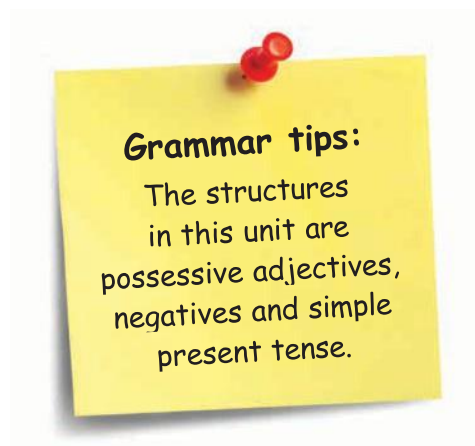 Grammar tips:
The structures
in this unit are
possessive adjectives,
negatives and simple
present tense.